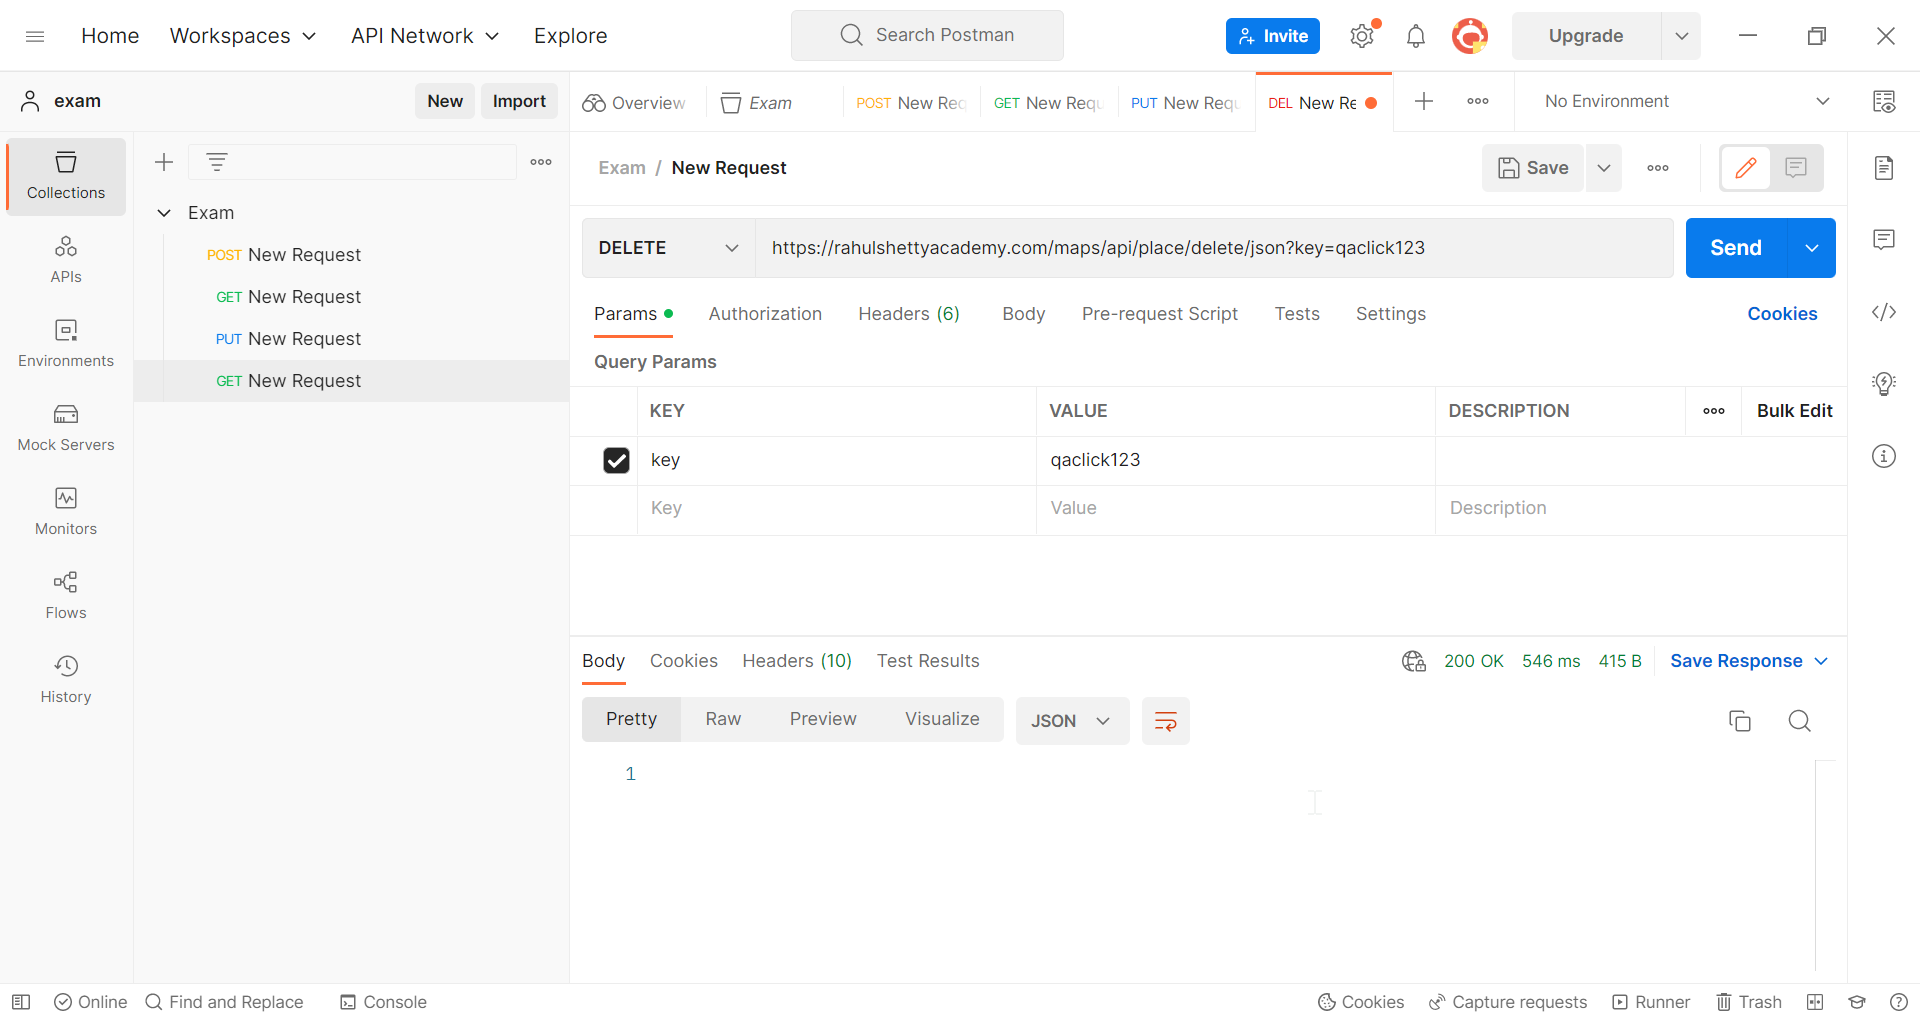 Home Workspaces API Network Explore Search Postman Invite Upgrade
exam New Import Overview Exam POST New Req GET New Requ PUT New Requ DEL New Re No Environment
Collections
APIs
Environments
Mock Servers
Monitors
Flows
History
Exam
POST New Request
GET New Request
PUT New Request
GET New Request
Exam / New Request Save
DELETE https://rahulshettyacademy.com/maps/api/place/delete/json?key=qaclick123 Send
Params Authorization Headers (6) Body Pre-request Script Tests Settings Cookies
Query Params
KEY VALUE DESCRIPTION Bulk Edit
key qaclick123
Key Value Description
Body Cookies Headers (10) Test Results 200 OK 546 ms 415 B Save Response
Pretty Raw Preview Visualize JSON
1
Online Find and Replace Console Cookies Capture requests Runner Trash